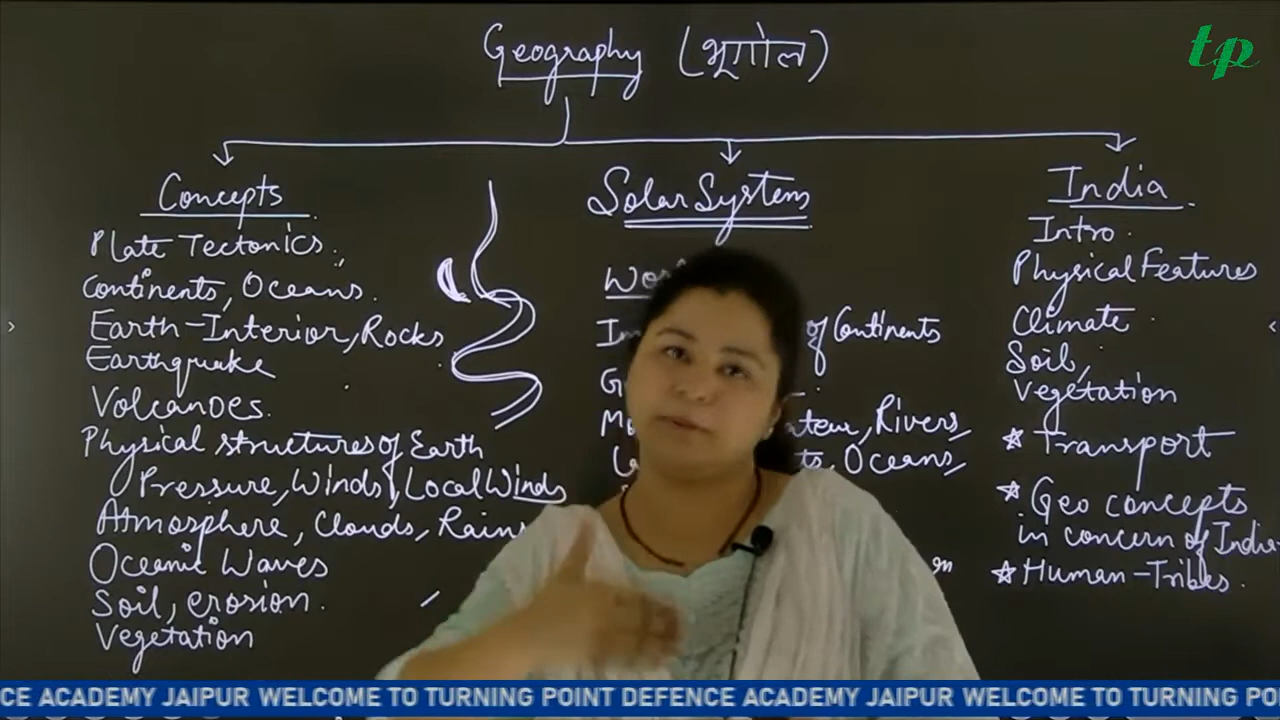 Geography (भूगोल)
tp
Concepts
Plate Tectonics,
Continents, Oceans.
Earth-Interior, Rocks
Earthquake
Volcanoes.
Physical structures of Earth
Pressure, Winds, Local Winds
Atmosphere, Clouds, Rains
Oceanic Waves
Soil, erosion.
Vegetation
Solar System
of Continents
Rivers,
Oceans,
India
Intro.
Physical Features
Climate
Soil,
Vegetation
★ Transport
★ Geo concepts
in concern of India
★ Human-Tribes.
CE ACADEMY JAIPUR WELCOME TO TURNING POINT DEFENCE ACADEMY JAIPUR WELCOME TO TURNING PO